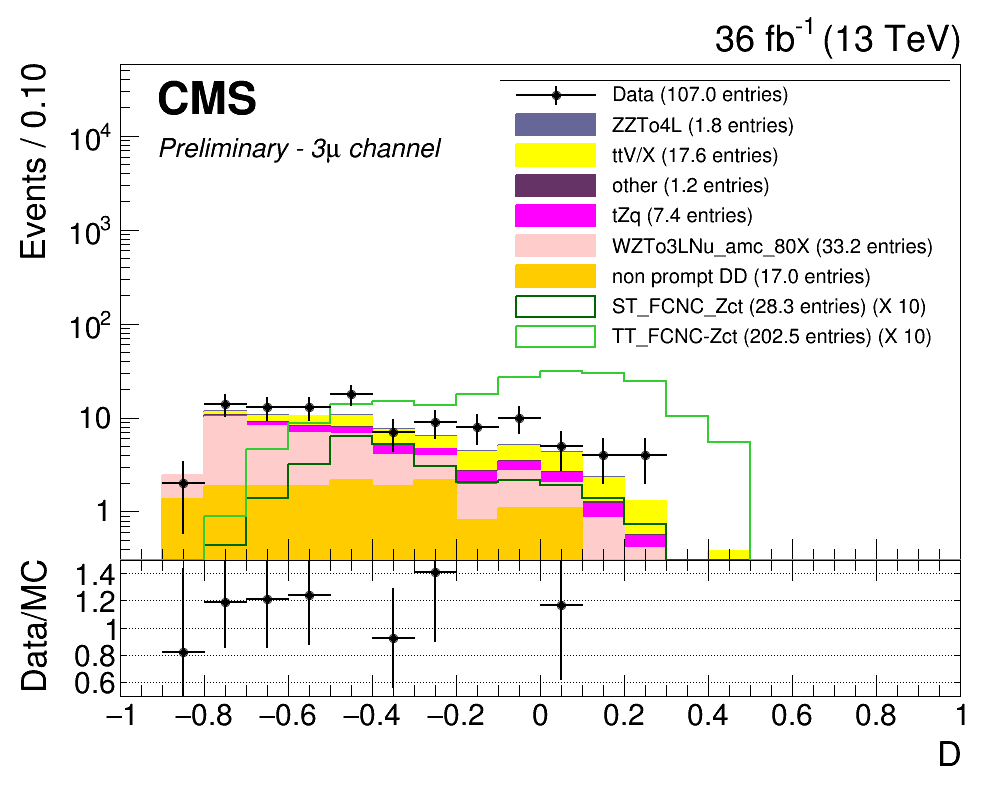 36 fb-1 (13 TeV)
Events / 0.10
CMS
Preliminary - 3μ channel
Data (107.0 entries)
ZZTo4L (1.8 entries)
ttV/X (17.6 entries)
other (1.2 entries)
tZq (7.4 entries)
WZTo3LNu_amc_80X (33.2 entries)
non prompt DD (17.0 entries)
ST_FCNC_Zct (28.3 entries) (X 10)
TT_FCNC-Zct (202.5 entries) (X 10)
10^4
10^3
10^2
10
1
Data/MC
1.4
1.2
1
0.8
0.6
−1 −0.8 −0.6 −0.4 −0.2 0 0.2 0.4 0.6 0.8 1
D